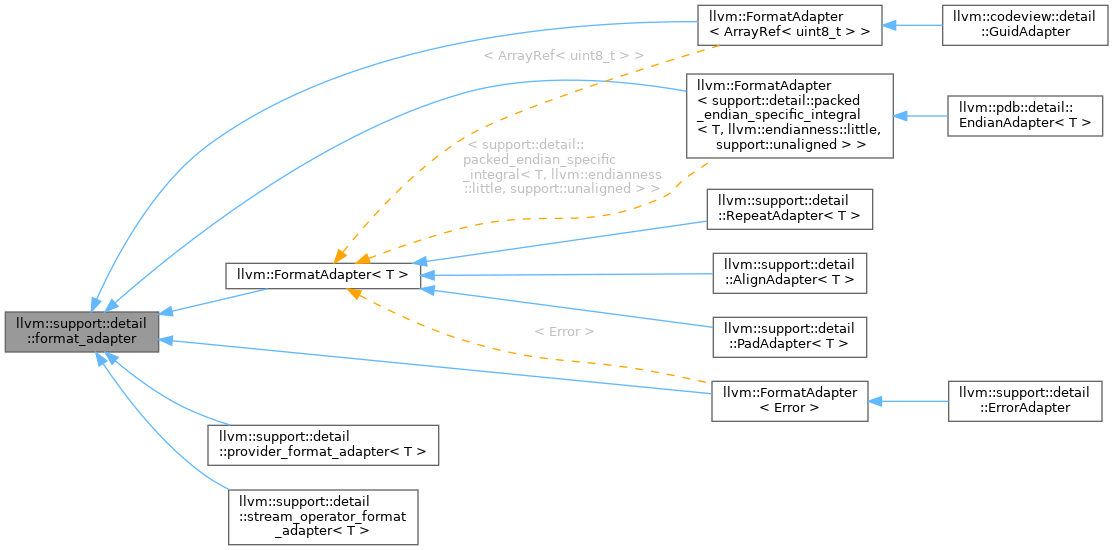 llvm::FormatAdapter
< ArrayRef< uint8_t > >
llvm::codeview::detail
::GuidAdapter
< ArrayRef< uint8_t > >
llvm::FormatAdapter
< support::detail::packed
_endian_specific_integral
< T, llvm::endianness::little,
support::unaligned > >
llvm::pdb::detail::
EndianAdapter< T >
< support::detail::
packed_endian_specific
_integral< T, llvm::endianness
::little, support::unaligned > >
llvm::support::detail
::RepeatAdapter< T >
llvm::FormatAdapter< T >
llvm::support::detail
::AlignAdapter< T >
llvm::support::detail
::format_adapter
< Error >
llvm::support::detail
::PadAdapter< T >
llvm::FormatAdapter
< Error >
llvm::support::detail
::ErrorAdapter
llvm::support::detail
::provider_format_adapter< T >
llvm::support::detail
::stream_operator_format
_adapter< T >